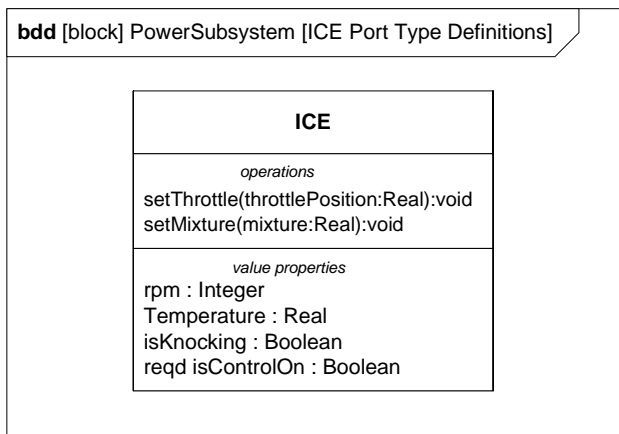 bdd [block] PowerSubsystem [ICE Port Type Definitions]
ICE
operations
setThrottle(throttlePosition:Real):void
setMixture(mixture:Real):void
value properties
rpm : Integer
Temperature : Real
isKnocking : Boolean
reqd isControlOn : Boolean